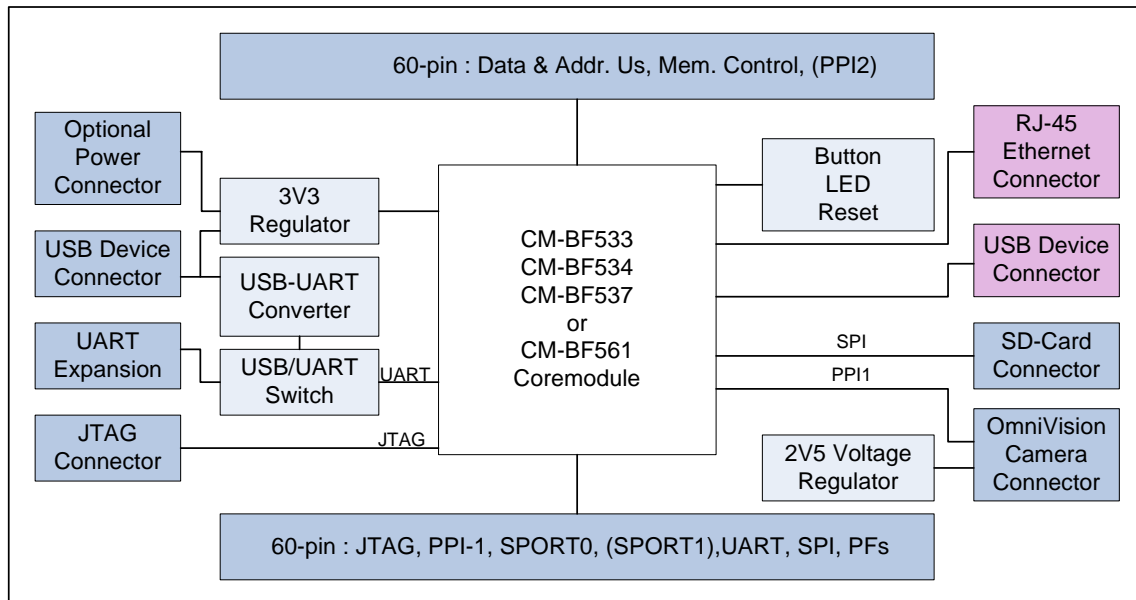 60-pin : Data & Addr. Us, Mem. Control, (PPI2)
Optional
Power
Connector
3V3
Regulator
USB Device
Connector
USB-UART
Converter
UART
Expansion
USB/UART
Switch
UART
JTAG
Connector
JTAG
CM-BF533
CM-BF534
CM-BF537
or
CM-BF561
Coremodule
Button
LED
Reset
RJ-45
Ethernet
Connector
USB Device
Connector
SPI
SD-Card
Connector
PPI1
OmniVision
Camera
Connector
2V5 Voltage
Regulator
60-pin : JTAG, PPI-1, SPORT0, (SPORT1),UART, SPI, PFs